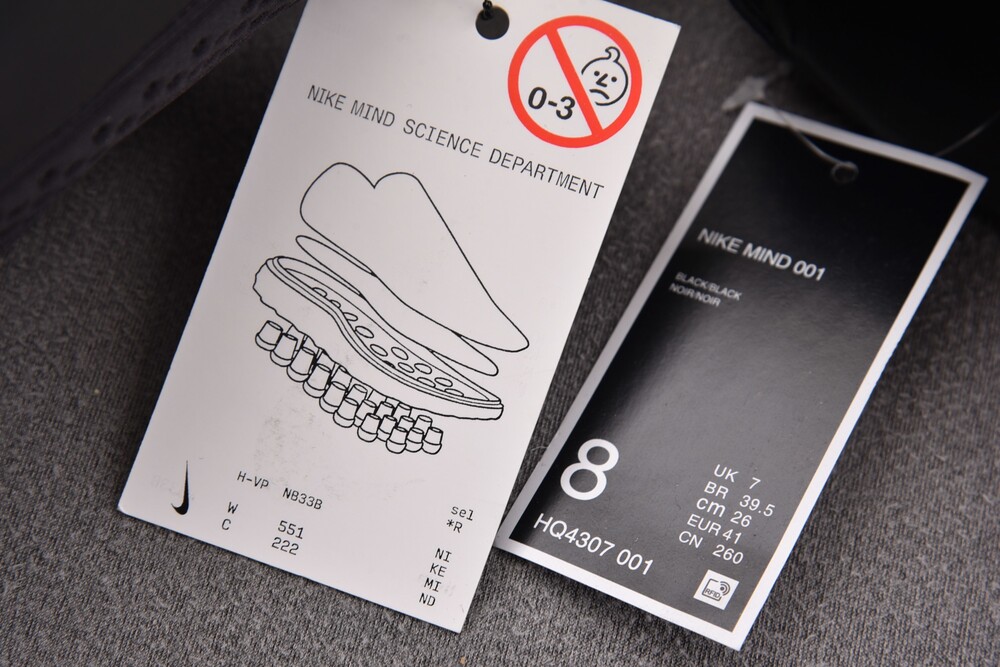 0-3
NIKE MIND SCIENCE DEPARTMENT
H-VP NB33B
W 551
C 222
sel
*R
NI
KE
MI
ND
NIKE MIND 001
BLACK/BLACK
NOIR/NOIR
8
HQ4307 001
UK 7
BR 39.5
Cm 26
EUR 41
CN 260
RFID